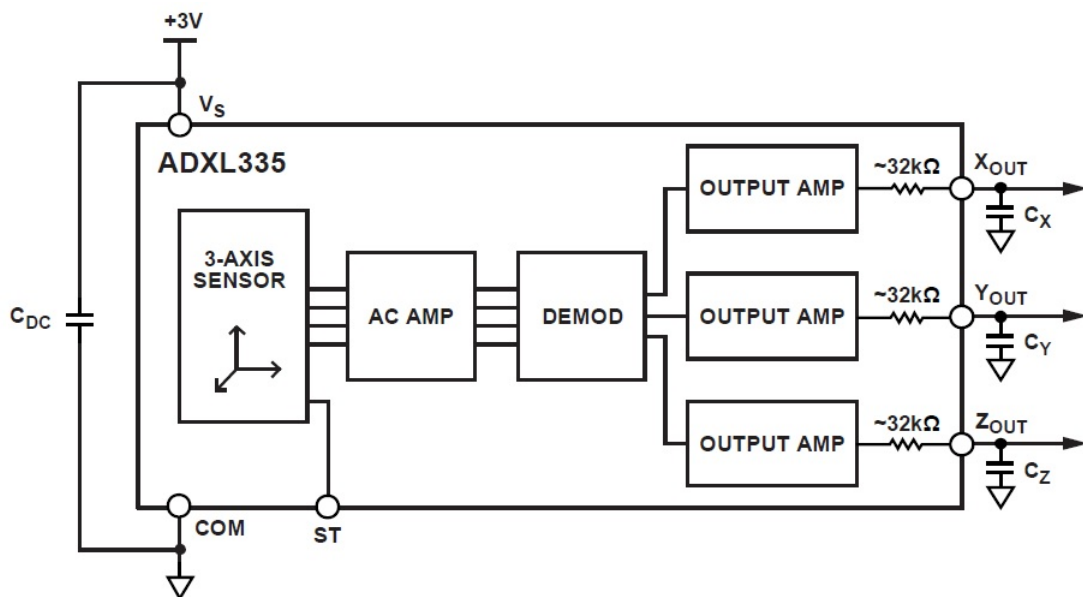 +3V
V_S
ADXL335
3-AXIS
SENSOR
AC AMP
DEMOD
OUTPUT AMP
~32kΩ
X_OUT
C_X
OUTPUT AMP
~32kΩ
Y_OUT
C_Y
OUTPUT AMP
~32kΩ
Z_OUT
C_Z
C_DC
COM
ST